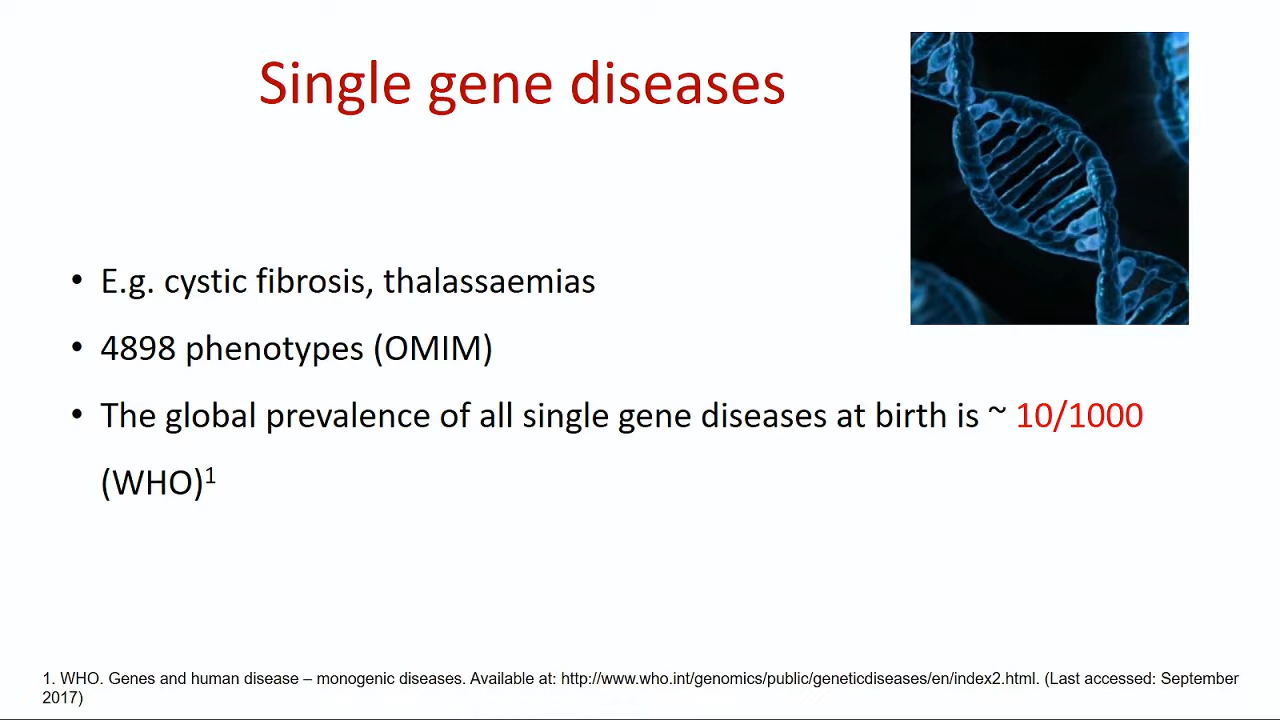 Single gene diseases
• E.g. cystic fibrosis, thalassaemias
• 4898 phenotypes (OMIM)
• The global prevalence of all single gene diseases at birth is ~ 10/1000
(WHO)¹
1. WHO. Genes and human disease – monogenic diseases. Available at: http://www.who.int/genomics/public/geneticdiseases/en/index2.html. (Last accessed: September
2017)